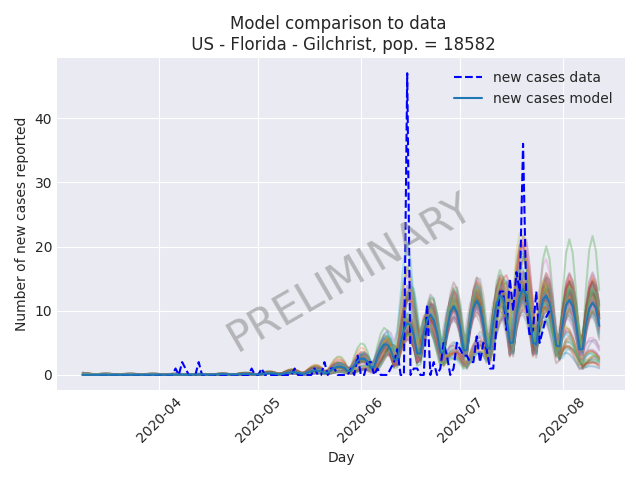 Model comparison to data
US - Florida - Gilchrist, pop. = 18582
new cases data
new cases model
Number of new cases reported
40
30
20
10
0
PRELIMINARY
2020-04
2020-05
2020-06
2020-07
2020-08
Day